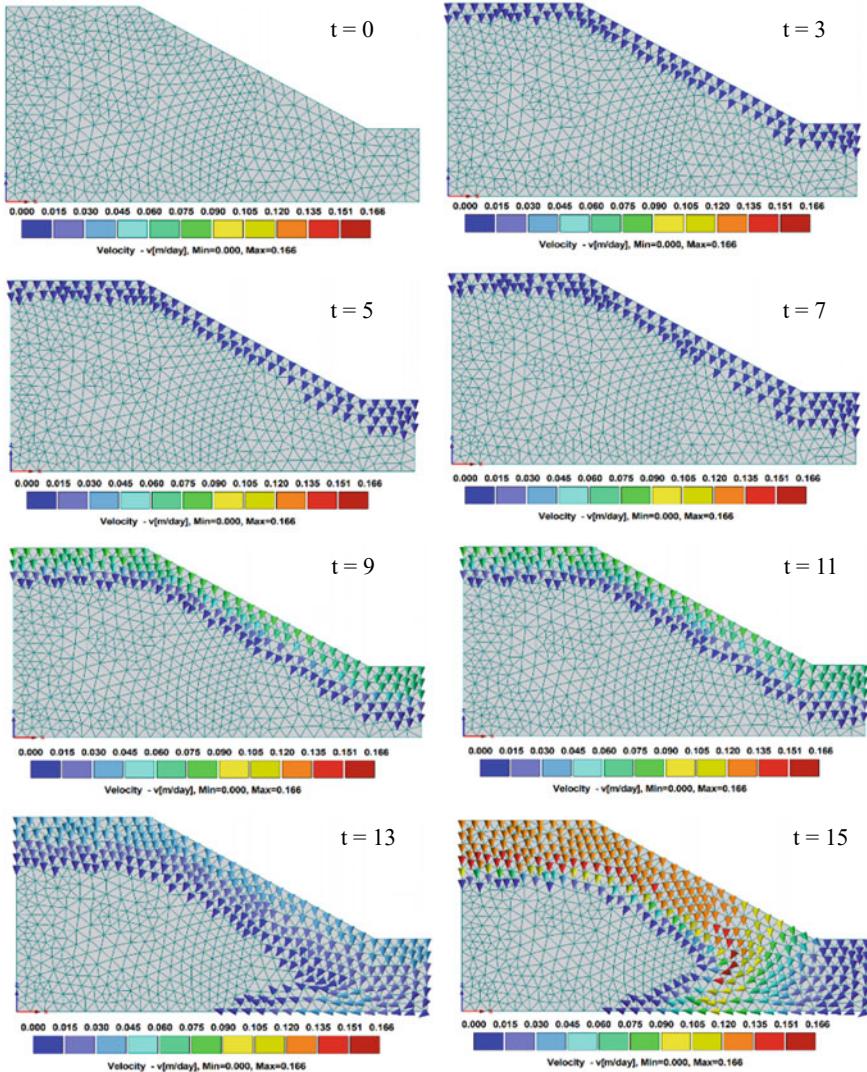 t = 0
0.000 0.015 0.030 0.045 0.060 0.075 0.090 0.105 0.120 0.135 0.151 0.166
Velocity - v[m/day], Min=0.000, Max=0.166
t = 3
0.000 0.015 0.030 0.045 0.060 0.075 0.090 0.105 0.120 0.135 0.151 0.166
Velocity - v[m/day], Min=0.000, Max=0.166
t = 5
0.000 0.015 0.030 0.045 0.060 0.075 0.090 0.105 0.120 0.135 0.151 0.166
Velocity - v[m/day], Min=0.000, Max=0.166
t = 7
0.000 0.015 0.030 0.045 0.060 0.075 0.090 0.105 0.120 0.135 0.151 0.166
Velocity - v[m/day], Min=0.000, Max=0.166
t = 9
0.000 0.015 0.030 0.045 0.060 0.075 0.090 0.105 0.120 0.135 0.151 0.166
Velocity - v[m/day], Min=0.000, Max=0.166
t = 11
0.000 0.015 0.030 0.045 0.060 0.075 0.090 0.105 0.120 0.135 0.151 0.166
Velocity - v[m/day], Min=0.000, Max=0.166
t = 13
0.000 0.015 0.030 0.045 0.060 0.075 0.090 0.105 0.120 0.135 0.151 0.166
Velocity - v[m/day], Min=0.000, Max=0.166
t = 15
0.000 0.015 0.030 0.045 0.060 0.075 0.090 0.105 0.120 0.135 0.151 0.166
Velocity - v[m/day], Min=0.000, Max=0.166